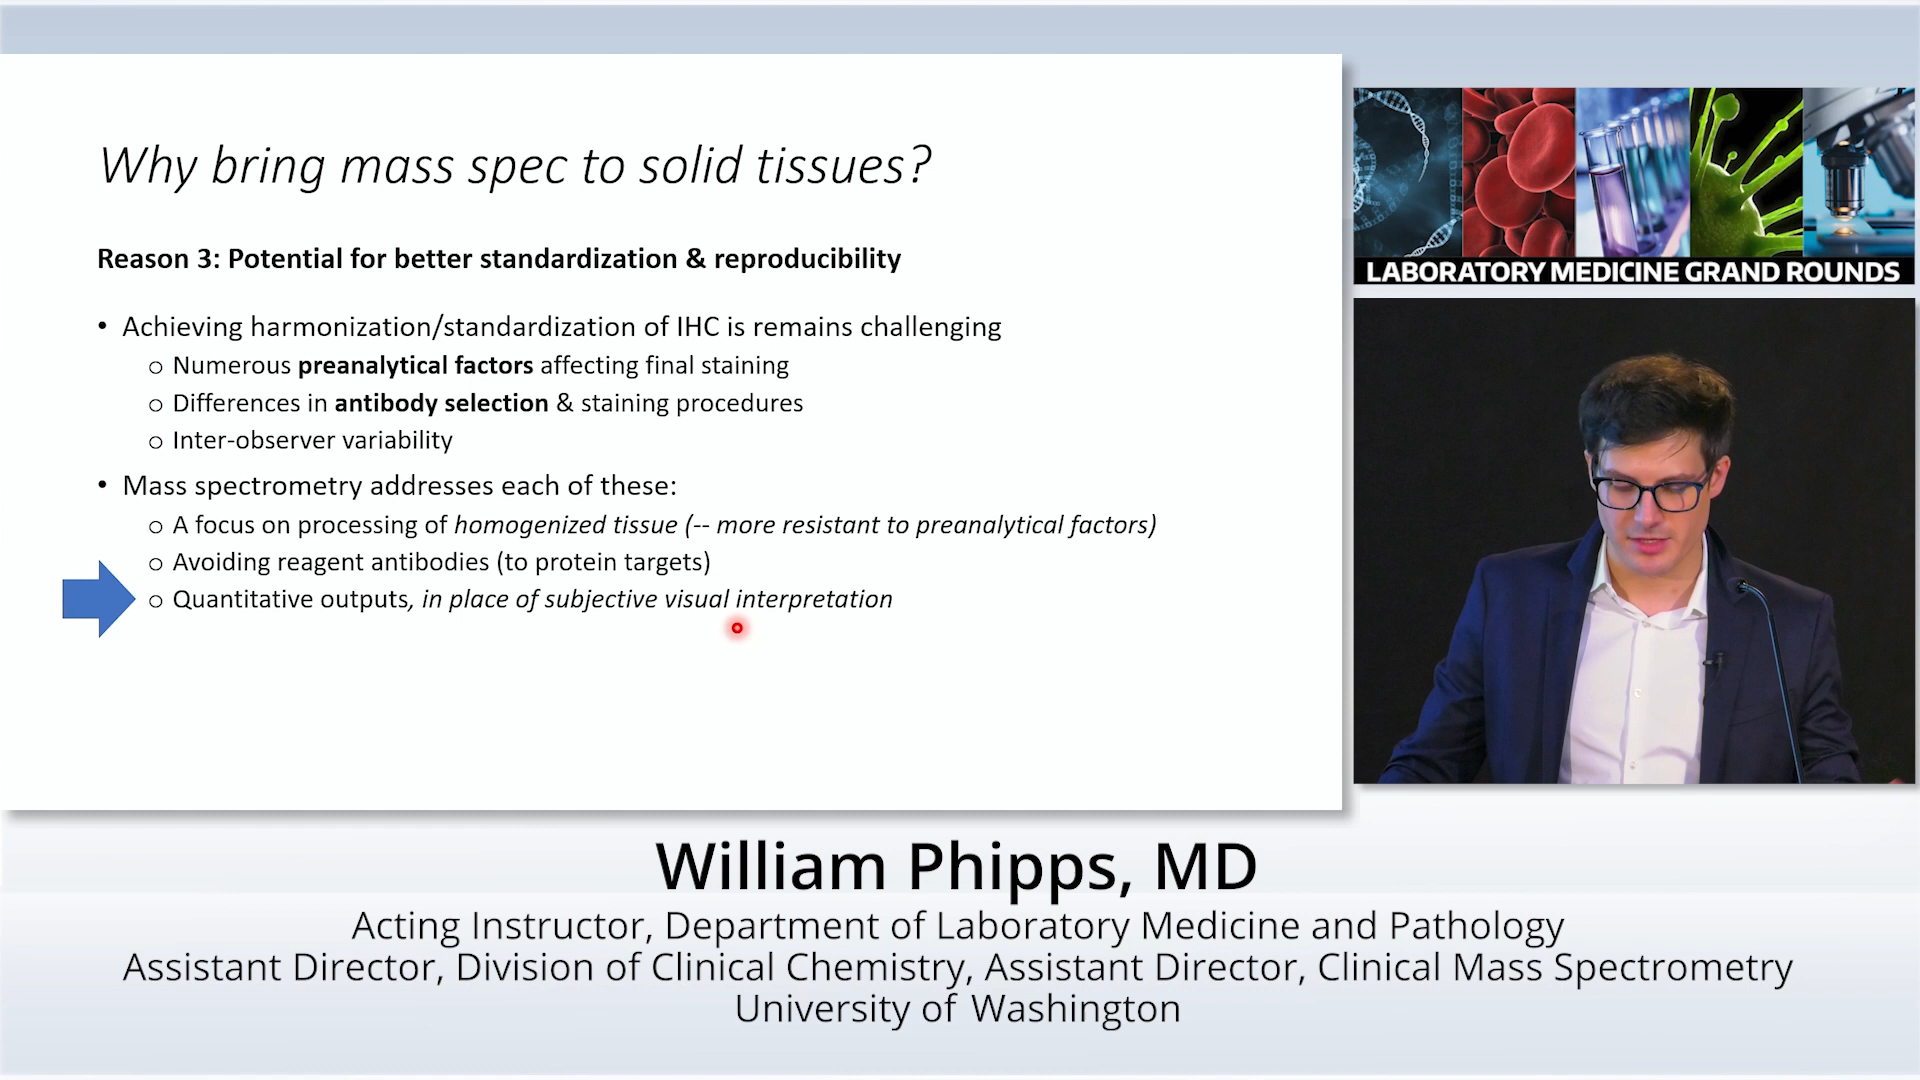 Why bring mass spec to solid tissues?
Reason 3: Potential for better standardization & reproducibility
• Achieving harmonization/standardization of IHC is remains challenging
o Numerous preanalytical factors affecting final staining
o Differences in antibody selection & staining procedures
o Inter-observer variability
• Mass spectrometry addresses each of these:
o A focus on processing of homogenized tissue (-- more resistant to preanalytical factors)
o Avoiding reagent antibodies (to protein targets)
o Quantitative outputs, in place of subjective visual interpretation
LABORATORY MEDICINE GRAND ROUNDS
William Phipps, MD
Acting Instructor, Department of Laboratory Medicine and Pathology
Assistant Director, Division of Clinical Chemistry, Assistant Director, Clinical Mass Spectrometry
University of Washington